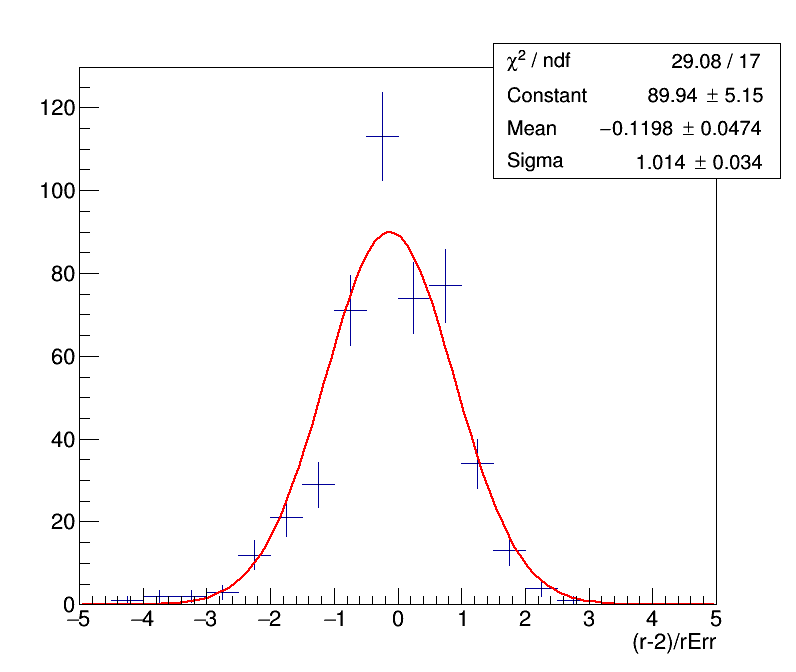 χ² / ndf 29.08 / 17
Constant 89.94 ± 5.15
Mean −0.1198 ± 0.0474
Sigma 1.014 ± 0.034
120
100
80
60
40
20
0
−5 −4 −3 −2 −1 0 1 2 3 4 5
(r-2)/rErr